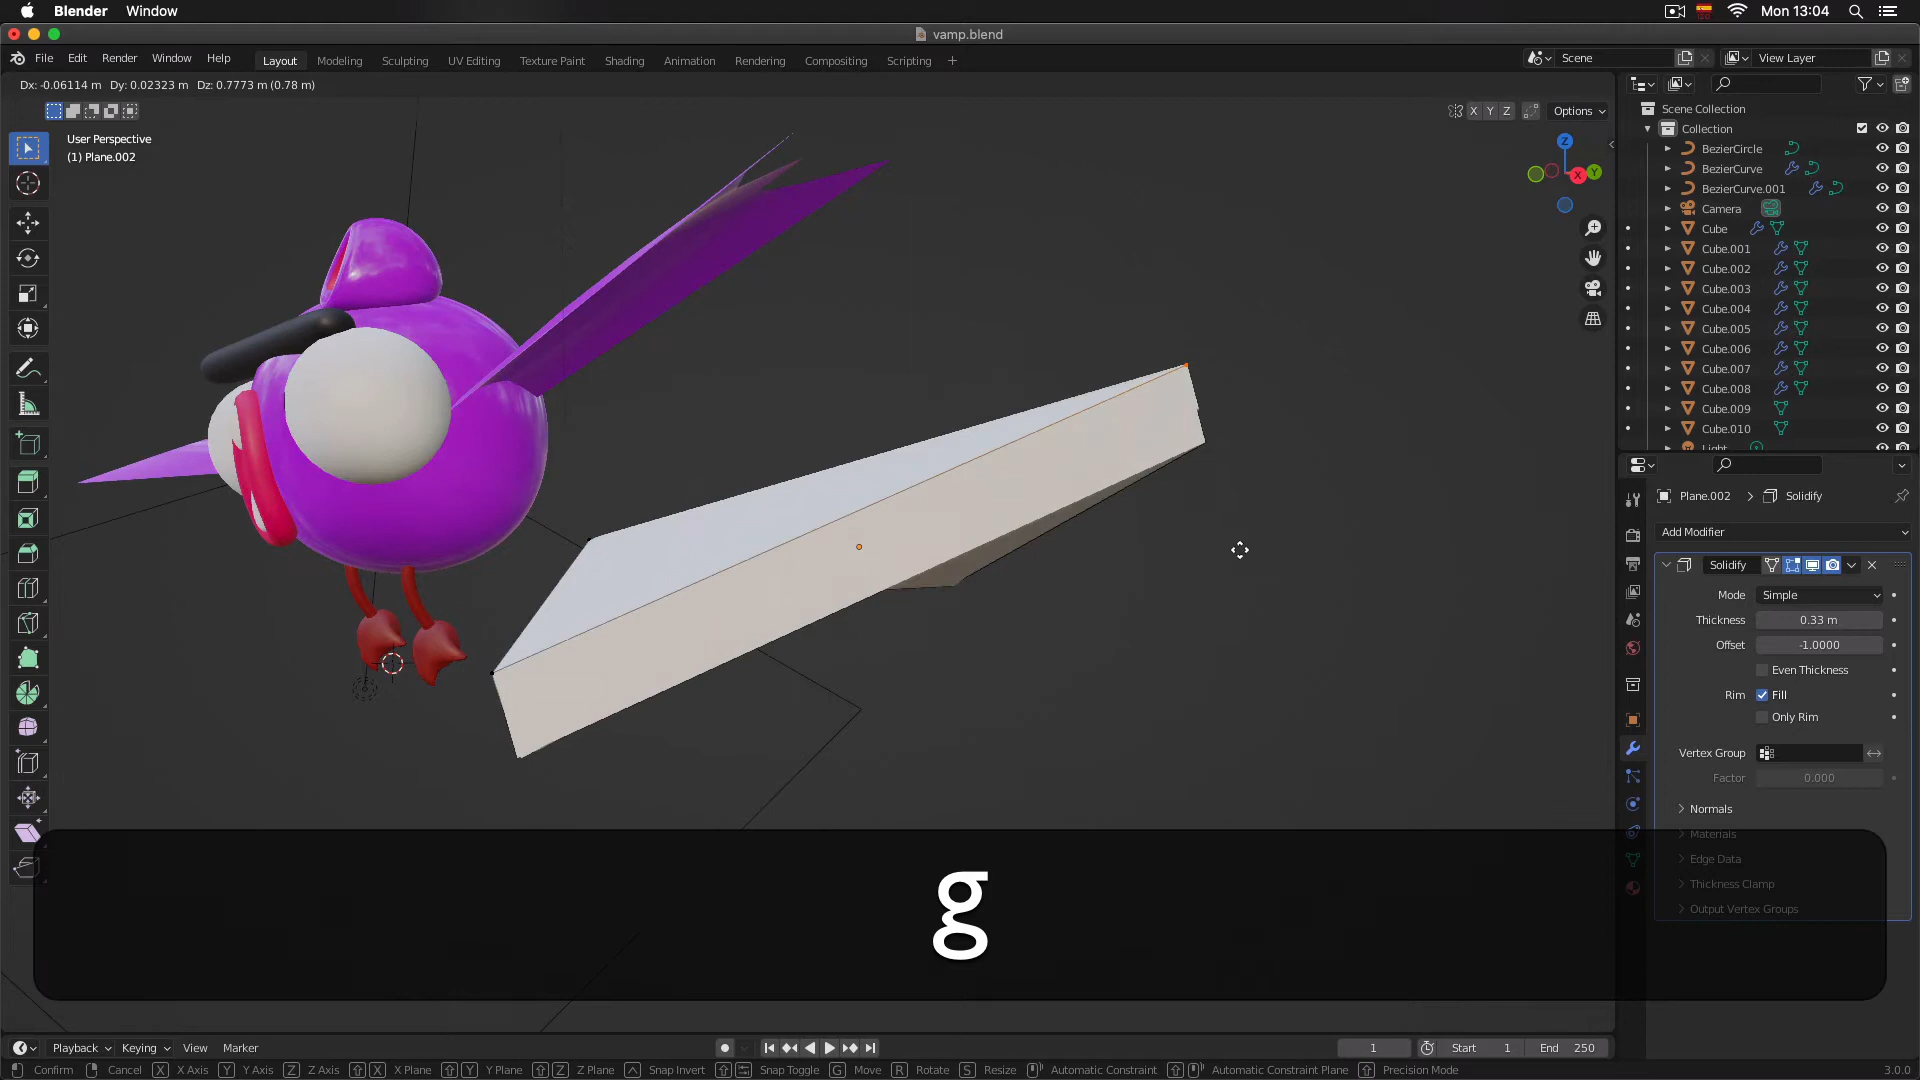 Blender Window Mon 13:04
vamp.blend
File Edit Render Window Help Layout Modeling Sculpting UV Editing Texture Paint Shading Animation Rendering Compositing Scripting + Scene View Layer
Dx: -0.06114 m Dy: 0.02323 m Dz: 0.7773 m (0.78 m)
X Y Z Options
User Perspective
(1) Plane.002
Z
X
Y
Scene Collection
Collection
BezierCircle
BezierCurve
BezierCurve.001
Camera
Cube
Cube.001
Cube.002
Cube.003
Cube.004
Cube.005
Cube.006
Cube.007
Cube.008
Cube.009
Cube.010
Light
Plane.002 > Solidify
Add Modifier
Solidify
Mode Simple
Thickness 0.33 m
Offset -1.0000
Even Thickness
Rim Fill
Only Rim
Vertex Group
Factor 0.000
Normals
Materials
Edge Data
Thickness Clamp
Output Vertex Groups
g
Playback Keying View Marker 1 Start 1 End 250
Confirm Cancel X X Axis Y Y Axis Z Z Axis X X Plane Y Y Plane Z Z Plane Snap Invert Snap Toggle G Move R Rotate S Resize Automatic Constraint Automatic Constraint Plane Precision Mode 3.0.0